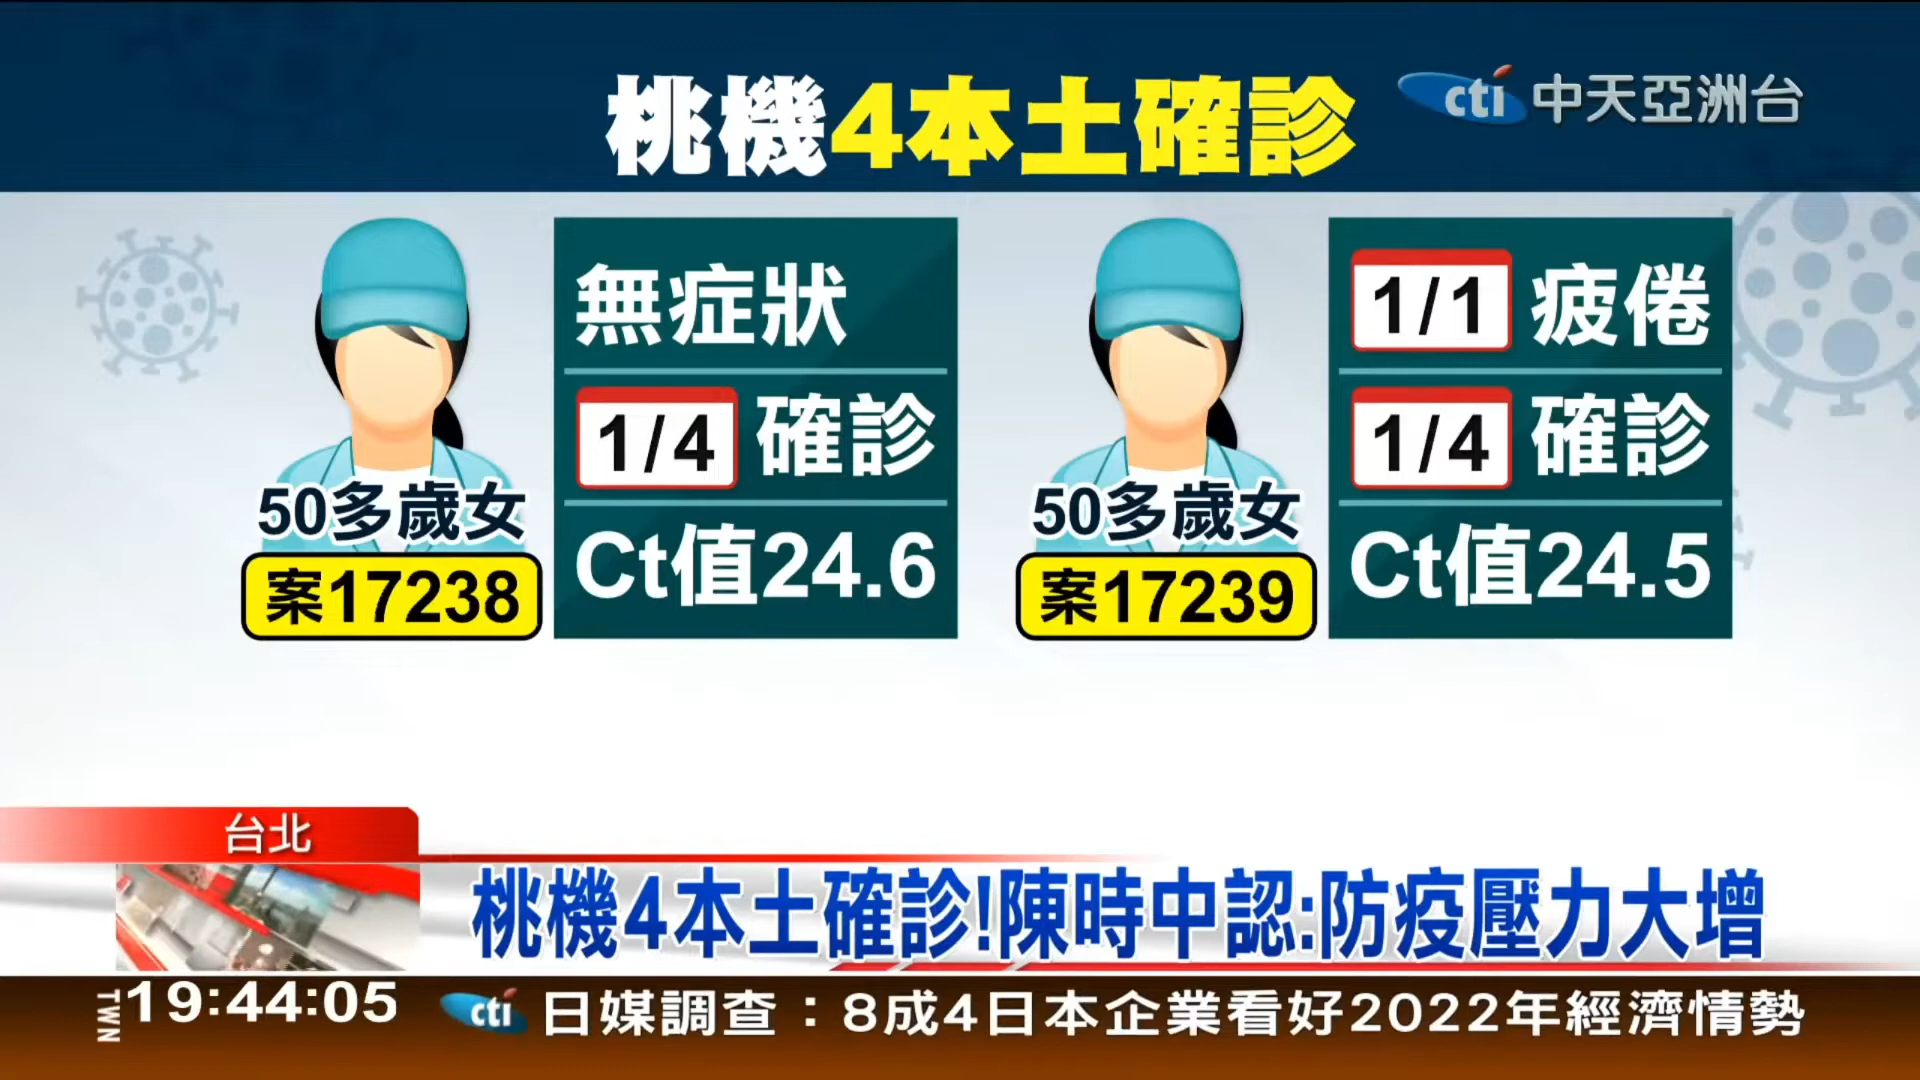 桃機4本土確診
cti 中天亞洲台
無症狀
1/4 確診
Ct值24.6
50多歲女
案17238
1/1 疲倦
1/4 確診
Ct值24.5
50多歲女
案17239
台北
桃機4本土確診!陳時中認:防疫壓力大增
TWN 19:44:05
cti 日媒調查：8成4日本企業看好2022年經濟情勢